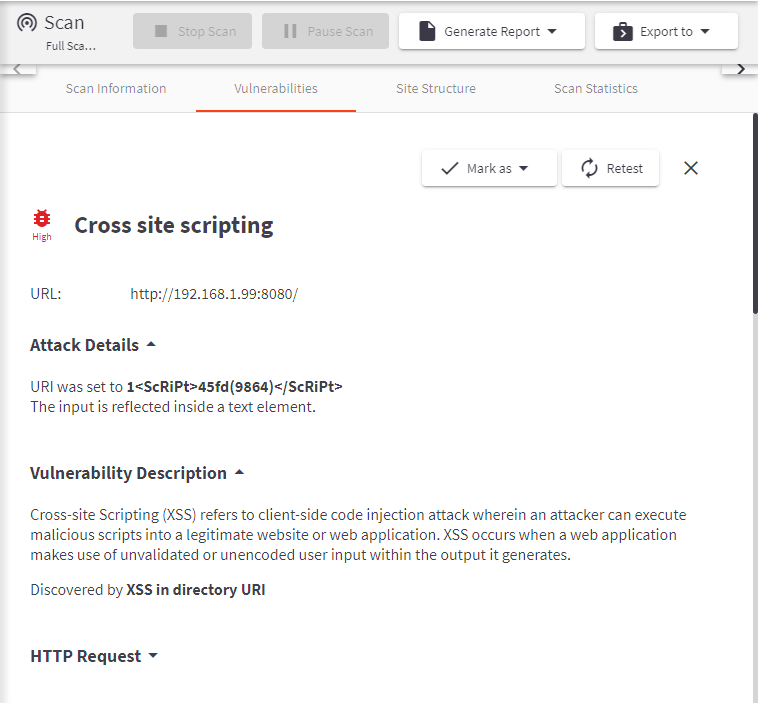 Scan
Full Sca...
Stop Scan
Pause Scan
Generate Report
Export to
Scan Information
Vulnerabilities
Site Structure
Scan Statistics
Mark as
Retest
High
Cross site scripting
URL: http://192.168.1.99:8080/
Attack Details
URI was set to 1<ScRiPt>45fd(9864)</ScRiPt>
The input is reflected inside a text element.
Vulnerability Description
Cross-site Scripting (XSS) refers to client-side code injection attack wherein an attacker can execute
malicious scripts into a legitimate website or web application. XSS occurs when a web application
makes use of unvalidated or unencoded user input within the output it generates.
Discovered by XSS in directory URI
HTTP Request